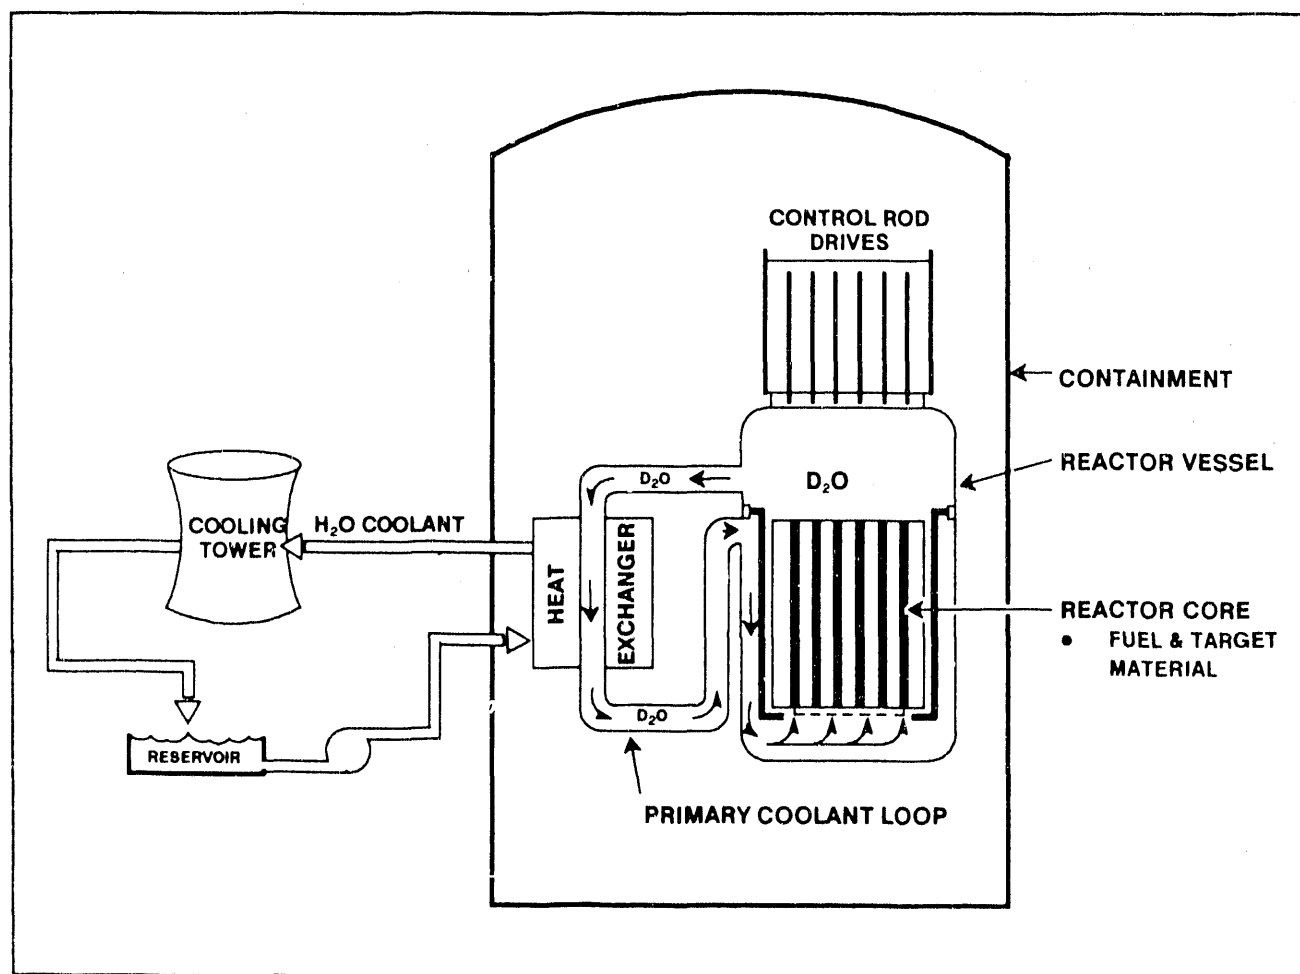 CONTROL ROD
DRIVES
CONTAINMENT
REACTOR VESSEL
D₂O
D₂O
COOLING
TOWER
H₂O COOLANT
HEAT
EXCHANGER
REACTOR CORE
● FUEL & TARGET
MATERIAL
D₂O
RESERVOIR
PRIMARY COOLANT LOOP